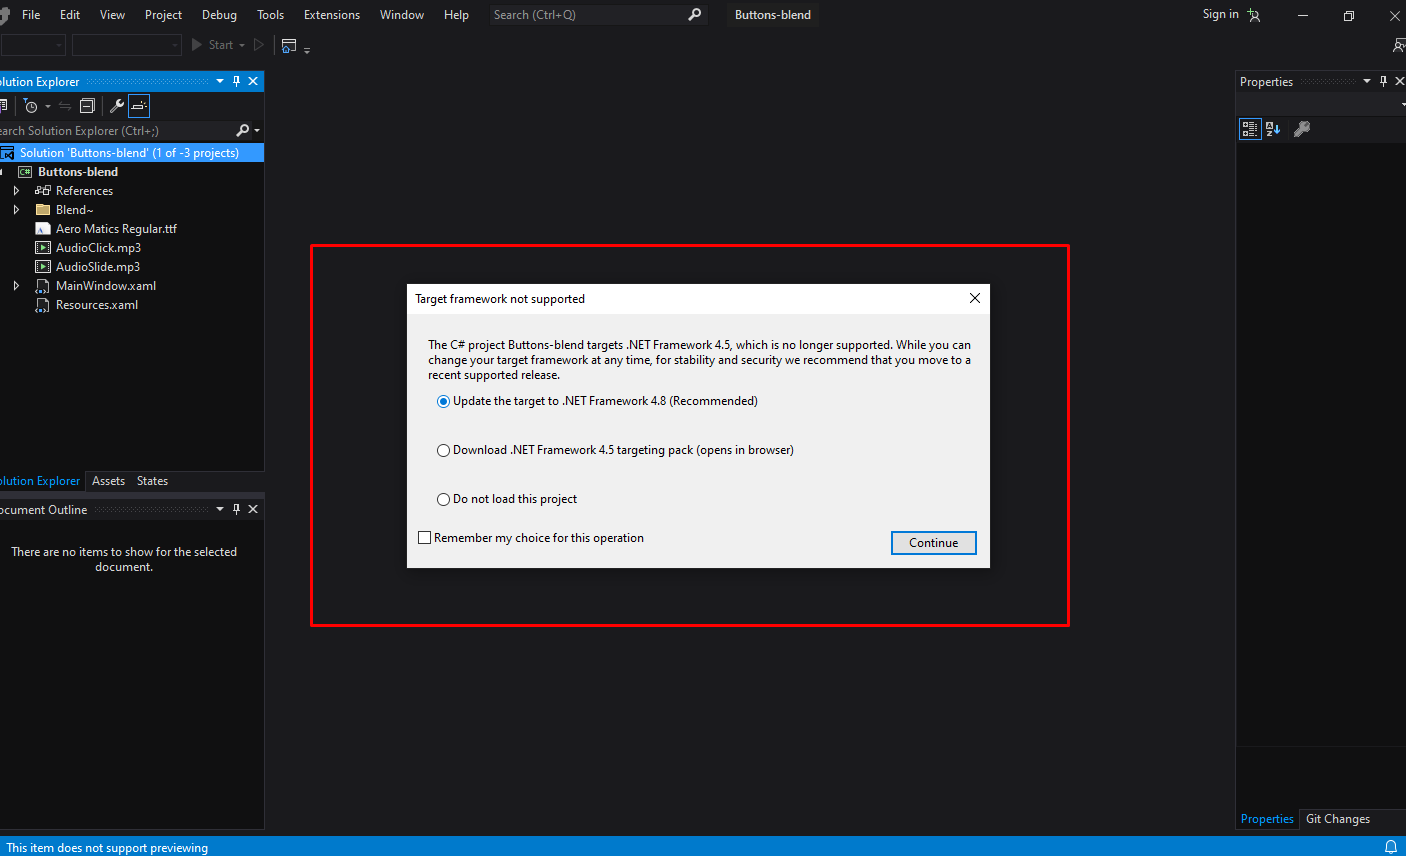 File Edit View Project Debug Tools Extensions Window Help Search (Ctrl+Q) Buttons-blend Sign in
Start
olution Explorer
earch Solution Explorer (Ctrl+;)
Solution 'Buttons-blend' (1 of -3 projects)
C# Buttons-blend
References
Blend~
Aero Matics Regular.ttf
AudioClick.mp3
AudioSlide.mp3
MainWindow.xaml
Resources.xaml
olution Explorer Assets States
ocument Outline
There are no items to show for the selected
document.
Target framework not supported
The C# project Buttons-blend targets .NET Framework 4.5, which is no longer supported. While you can
change your target framework at any time, for stability and security we recommend that you move to a
recent supported release.
Update the target to .NET Framework 4.8 (Recommended)
Download .NET Framework 4.5 targeting pack (opens in browser)
Do not load this project
Remember my choice for this operation
Continue
Properties
Properties Git Changes
This item does not support previewing